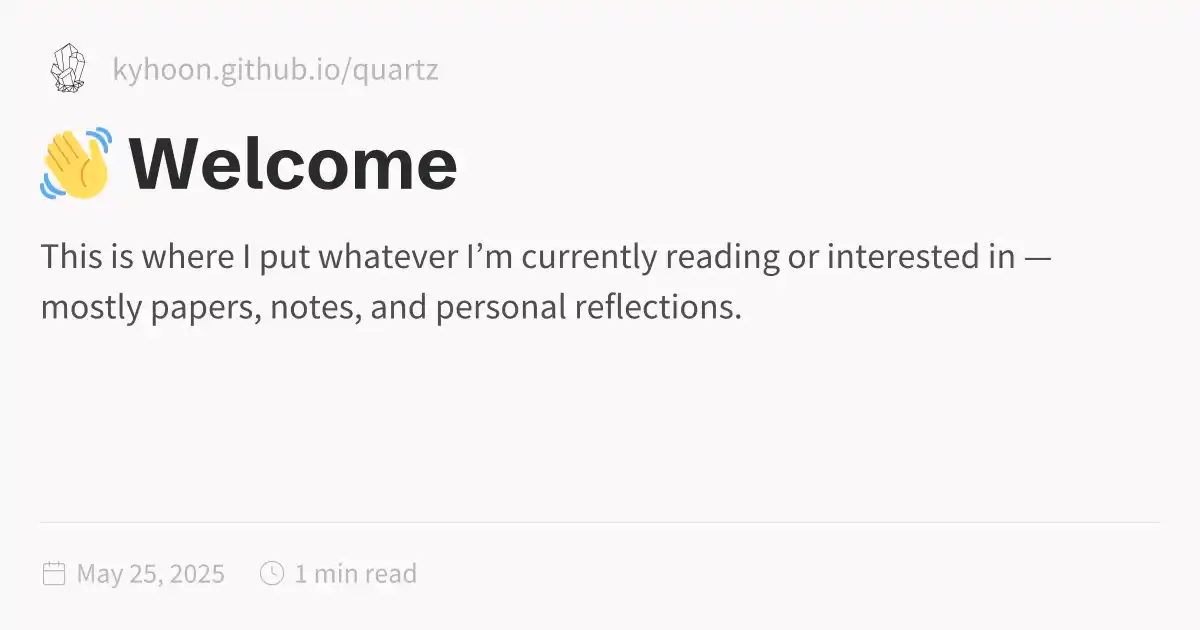 kyhoon.github.io/quartz
👋 Welcome
This is where I put whatever I’m currently reading or interested in —
mostly papers, notes, and personal reflections.
May 25, 2025 1 min read